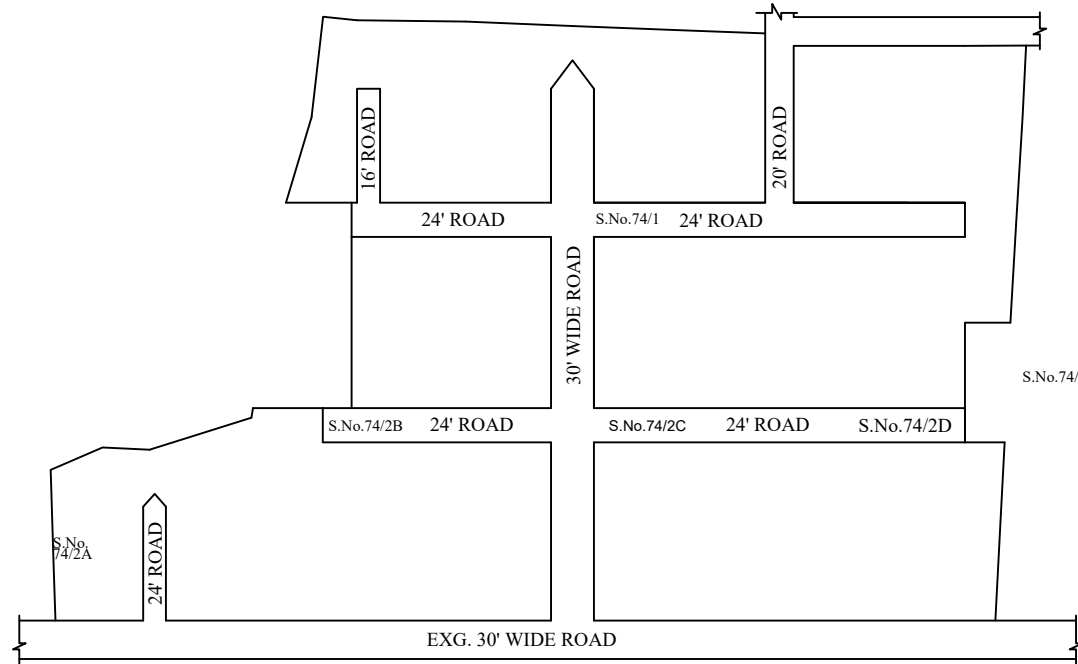 16' ROAD
20' ROAD
24' ROAD
S.No.74/1
24' ROAD
30' WIDE ROAD
S.No.74/
S.No.74/2B
24' ROAD
S.No.74/2C
24' ROAD
S.No.74/2D
S.No.
74/2A
24' ROAD
EXG. 30' WIDE ROAD